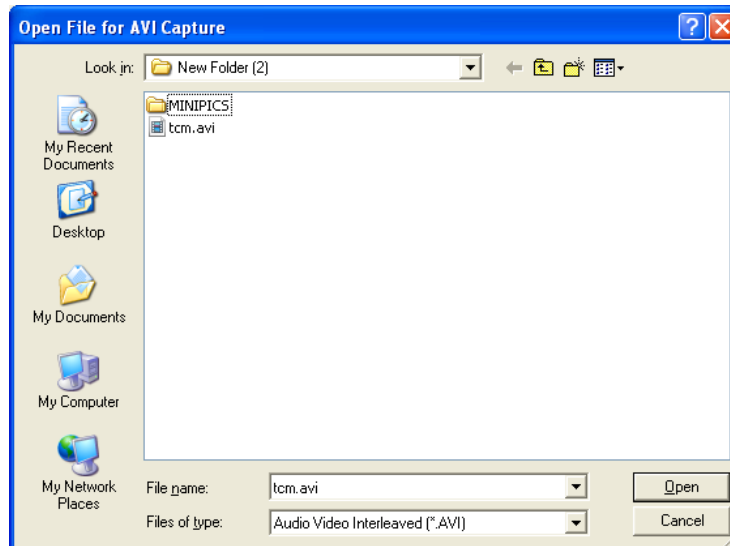 Open File for AVI Capture
Look in:
New Folder (2)
MINIPICS
tcm.avi
My Recent
Documents
Desktop
My Documents
My Computer
My Network
Places
File name:
tcm.avi
Open
Files of type:
Audio Video Interleaved (*.AVI)
Cancel